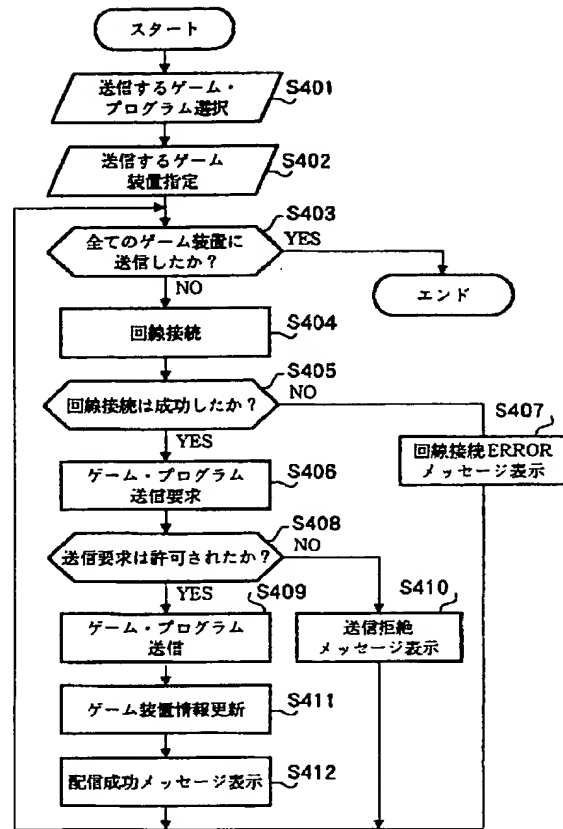 スタート
送信するゲーム・
プログラム選択
S401
送信するゲーム
装置指定
S402
全てのゲーム装置に
送信したか?
S403
YES
エンド
NO
回線接続
S404
回線接続は成功したか?
S405
NO
S407
回線接続ERROR
メッセージ表示
YES
ゲーム・プログラム
送信要求
S406
送信要求は許可されたか?
S408
NO
S410
送信拒絶
メッセージ表示
YES
S409
ゲーム・プログラム
送信
ゲーム装置情報更新
S411
配信成功メッセージ表示
S412